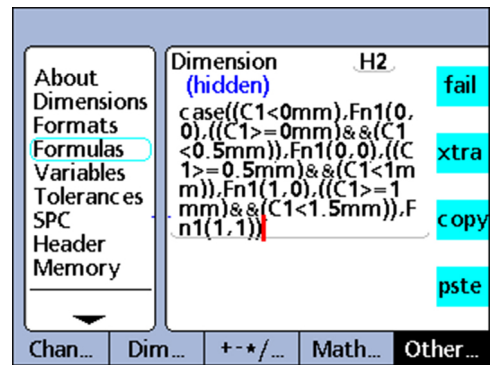 About
Dimensions
Formats
Formulas
Variables
Tolerances
SPC
Header
Memory
Dimension H2
(hidden)
case((C1<0mm),Fn1(0,
0),((C1>=0mm)&&(C1
<0.5mm)),Fn1(0,0),((C
1>=0.5mm)&&(C1<1m
m)),Fn1(1,0),((C1>=1
mm)&&(C1<1.5mm)),F
n1(1,1))
fail
xtra
copy
pste
Chan... Dim... +-*/... Math... Other...